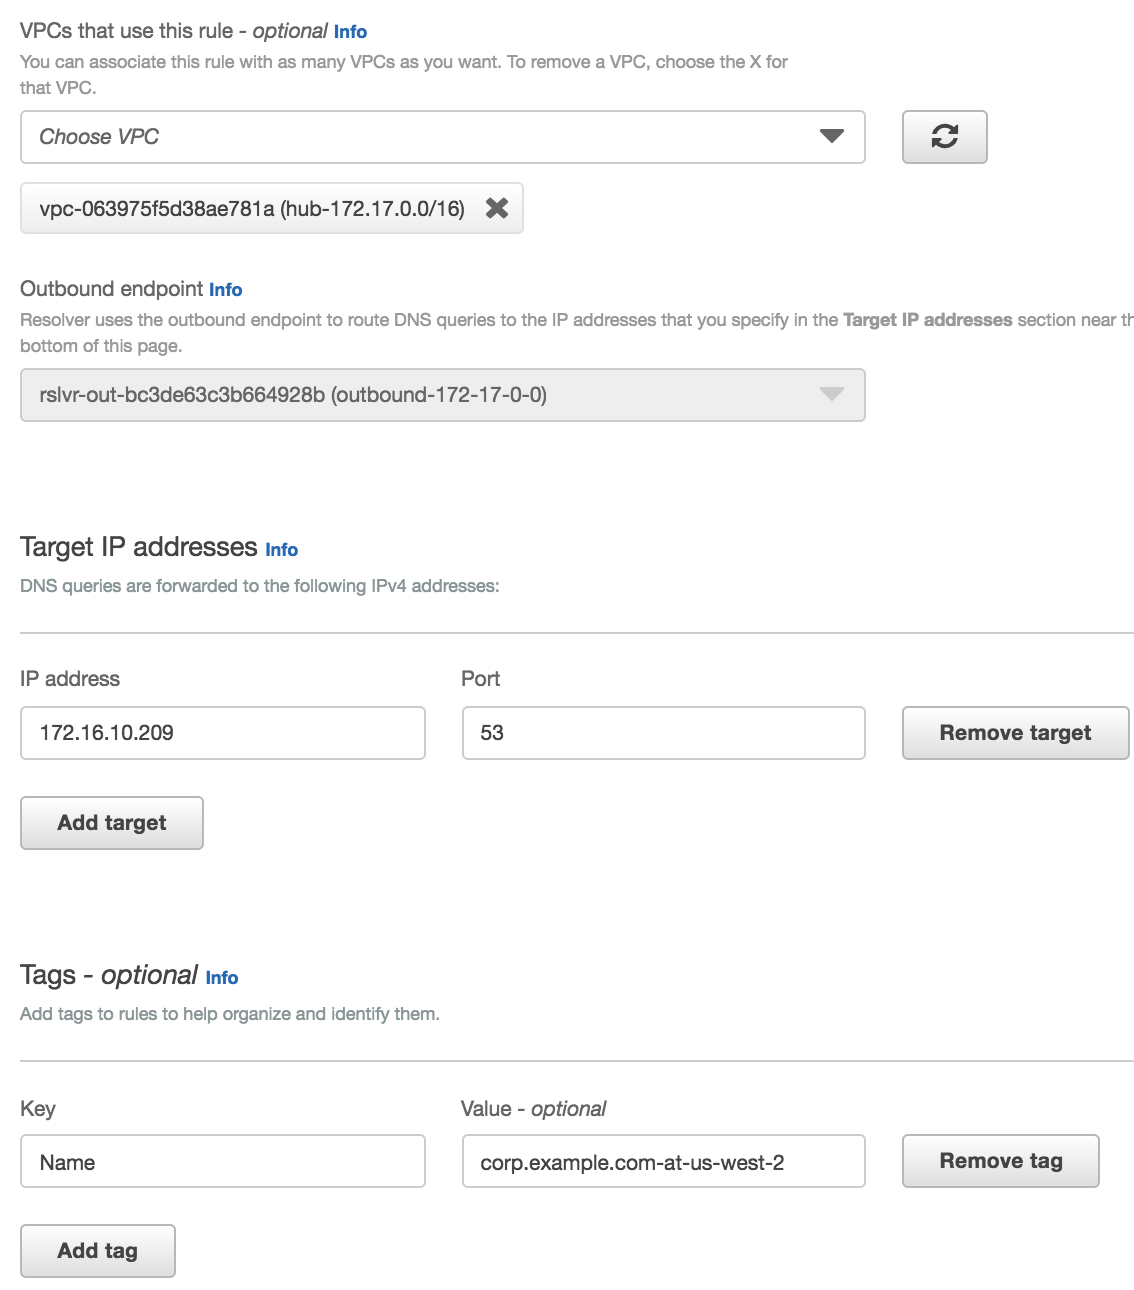 VPCs that use this rule - optional Info
You can associate this rule with as many VPCs as you want. To remove a VPC, choose the X for
that VPC.
Choose VPC
vpc-063975f5d38ae781a (hub-172.17.0.0/16)
Outbound endpoint Info
Resolver uses the outbound endpoint to route DNS queries to the IP addresses that you specify in the Target IP addresses section near
bottom of this page.
rslvr-out-bc3de63c3b664928b (outbound-172-17-0-0)
Target IP addresses Info
DNS queries are forwarded to the following IPv4 addresses:
IP address Port
172.16.10.209 53 Remove target
Add target
Tags - optional Info
Add tags to rules to help organize and identify them.
Key Value - optional
Name corp.example.com-at-us-west-2 Remove tag
Add tag